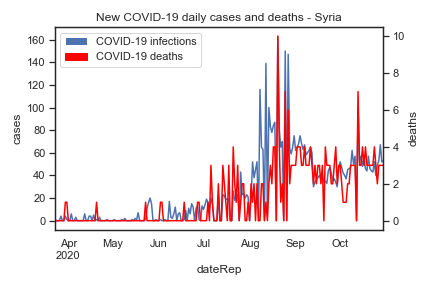 New COVID-19 daily cases and deaths - Syria
COVID-19 infections
COVID-19 deaths
160
140
120
100
80
60
40
20
0
cases
10
8
6
4
2
0
deaths
Apr May Jun Jul Aug Sep Oct
2020
dateRep